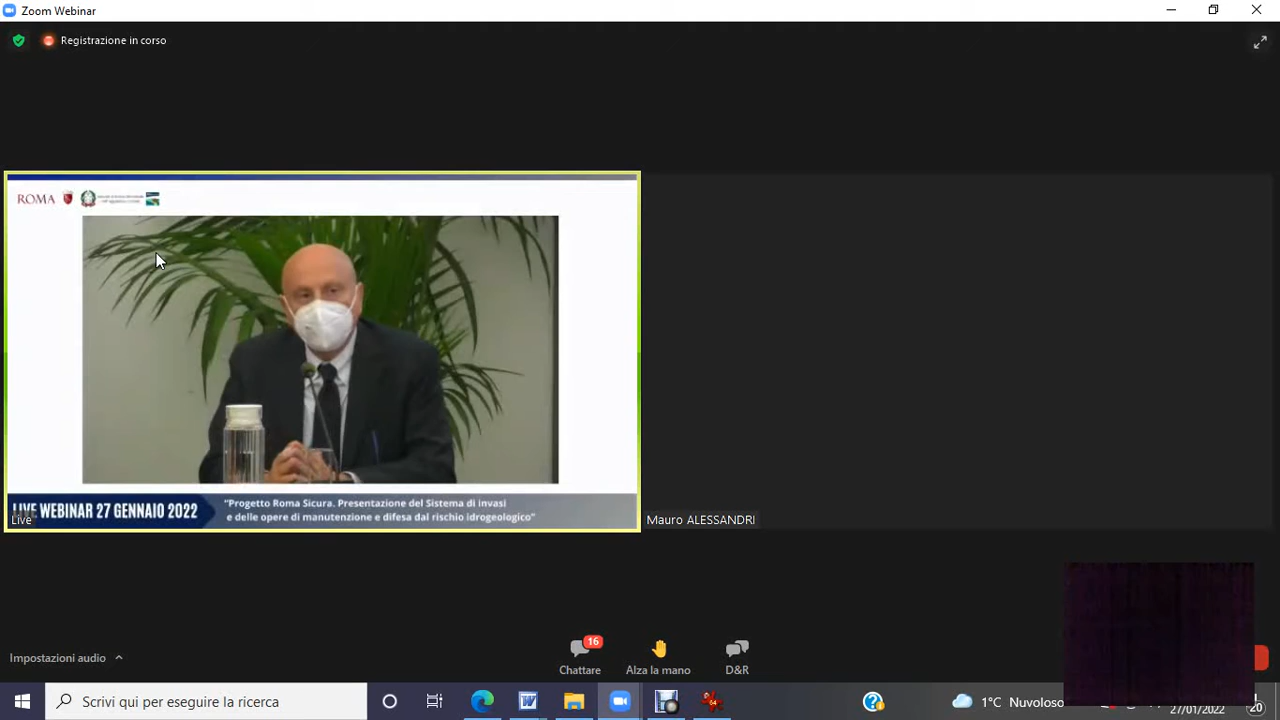 Zoom Webinar
Registrazione in corso
ROMA
LIVE WEBINAR 27 GENNAIO 2022
"Progetto Roma Sicura. Presentazione del Sistema di invasi
e delle opere di manutenzione e difesa dal rischio idrogeologico"
Live
Mauro ALESSANDRI
Impostazioni audio
16
Chattare
Alza la mano
D&R
Scrivi qui per eseguire la ricerca
64
1°C Nuvoloso
27/01/2022
20